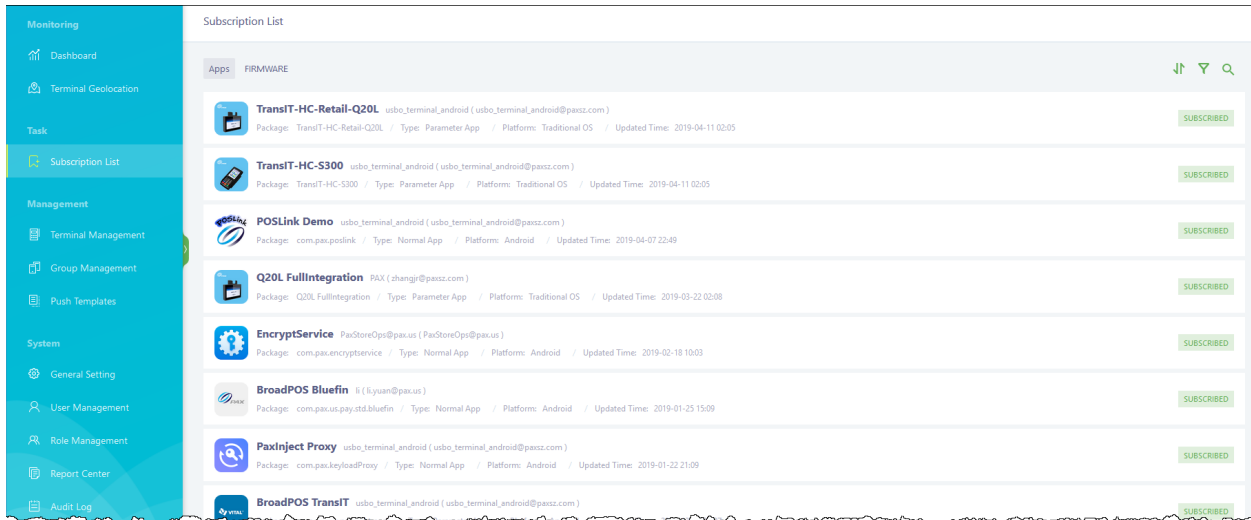 Monitoring
Dashboard
Terminal Geolocation
Task
Subscription List
Management
Terminal Management
Group Management
Push Templates
System
General Setting
User Management
Role Management
Report Center
Audit Log
Subscription List
Apps FIRMWARE
TransIT-HC-Retail-Q20L usbo_terminal_android ( usbo_terminal_android@paxsz.com )
Package: TransIT-HC-Retail-Q20L / Type: Parameter App / Platform: Traditional OS / Updated Time: 2019-04-11 02:05
SUBSCRIBED
TransIT-HC-S300 usbo_terminal_android ( usbo_terminal_android@paxsz.com )
Package: TransIT-HC-S300 / Type: Parameter App / Platform: Traditional OS / Updated Time: 2019-04-11 02:05
SUBSCRIBED
POSLink
POSLink Demo usbo_terminal_android ( usbo_terminal_android@paxsz.com )
Package: com.pax.poslink / Type: Normal App / Platform: Android / Updated Time: 2019-04-07 22:49
SUBSCRIBED
Q20L FullIntegration PAX ( zhangjr@paxsz.com )
Package: Q20L FullIntegration / Type: Parameter App / Platform: Traditional OS / Updated Time: 2019-03-22 02:08
SUBSCRIBED
EncryptService PaxStoreOps@pax.us ( PaxStoreOps@pax.us )
Package: com.pax.encryptservice / Type: Normal App / Platform: Android / Updated Time: 2019-02-18 10:03
SUBSCRIBED
BroadPOS Bluefin li ( li.yuan@pax.us )
Package: com.pax.us.pay.std.bluefin / Type: Normal App / Platform: Android / Updated Time: 2019-01-25 15:09
SUBSCRIBED
PaxInject Proxy usbo_terminal_android ( usbo_terminal_android@paxsz.com )
Package: com.pax.keyloadProxy / Type: Normal App / Platform: Android / Updated Time: 2019-01-22 21:09
SUBSCRIBED
VITAL
BroadPOS TransIT usbo_terminal_android ( usbo_terminal_android@paxsz.com )
SUBSCRIBED